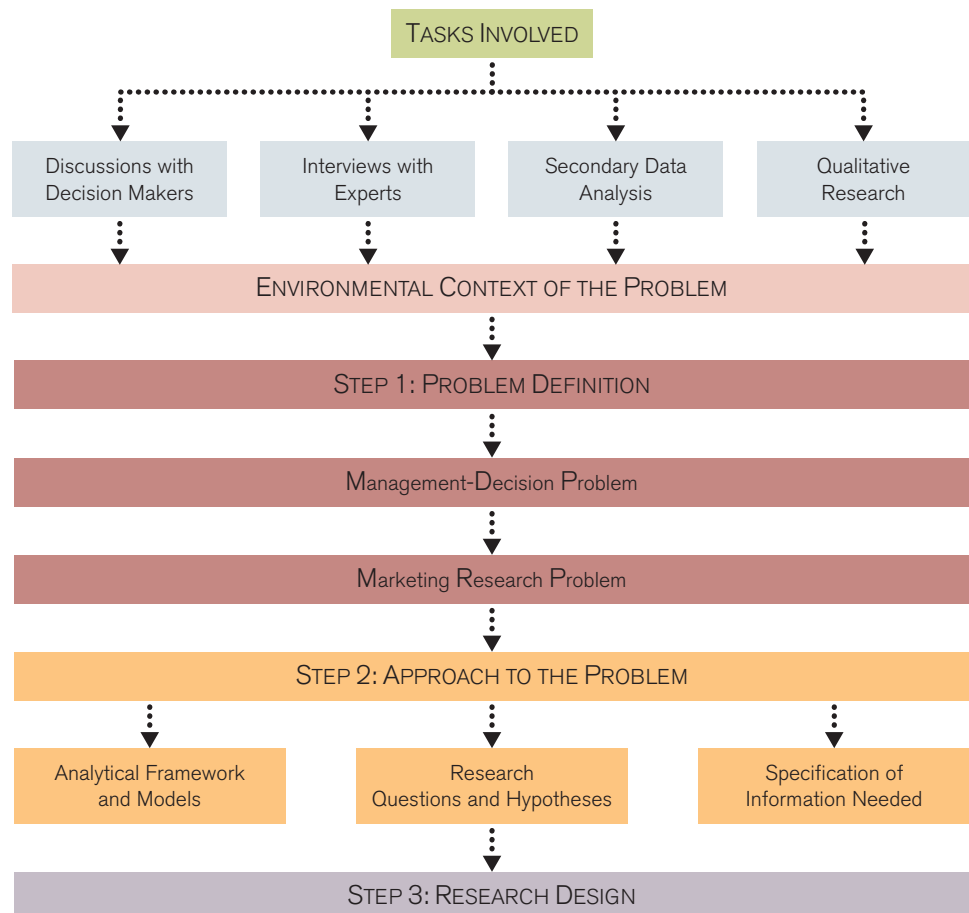 TASKS INVOLVED
Discussions with
Decision Makers
Interviews with
Experts
Secondary Data
Analysis
Qualitative
Research
ENVIRONMENTAL CONTEXT OF THE PROBLEM
STEP 1: PROBLEM DEFINITION
Management-Decision Problem
Marketing Research Problem
STEP 2: APPROACH TO THE PROBLEM
Analytical Framework
and Models
Research
Questions and Hypotheses
Specification of
Information Needed
STEP 3: RESEARCH DESIGN